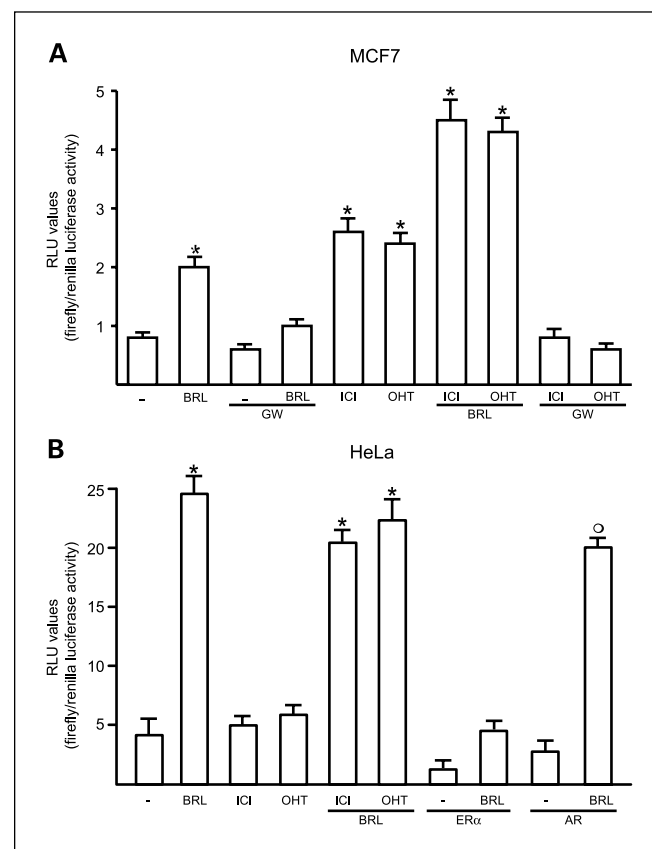 A
MCF7
RLU values
(firefly/renilla luciferase activity)
5
4
3
2
1
*
*
*
*
*
- BRL - BRL ICI OHT ICI OHT ICI OHT
GW BRL GW
B
HeLa
RLU values
(firefly/renilla luciferase activity)
25
20
15
10
5
*
*
*
- BRL ICI OHT ICI OHT - BRL - BRL
BRL ERα AR